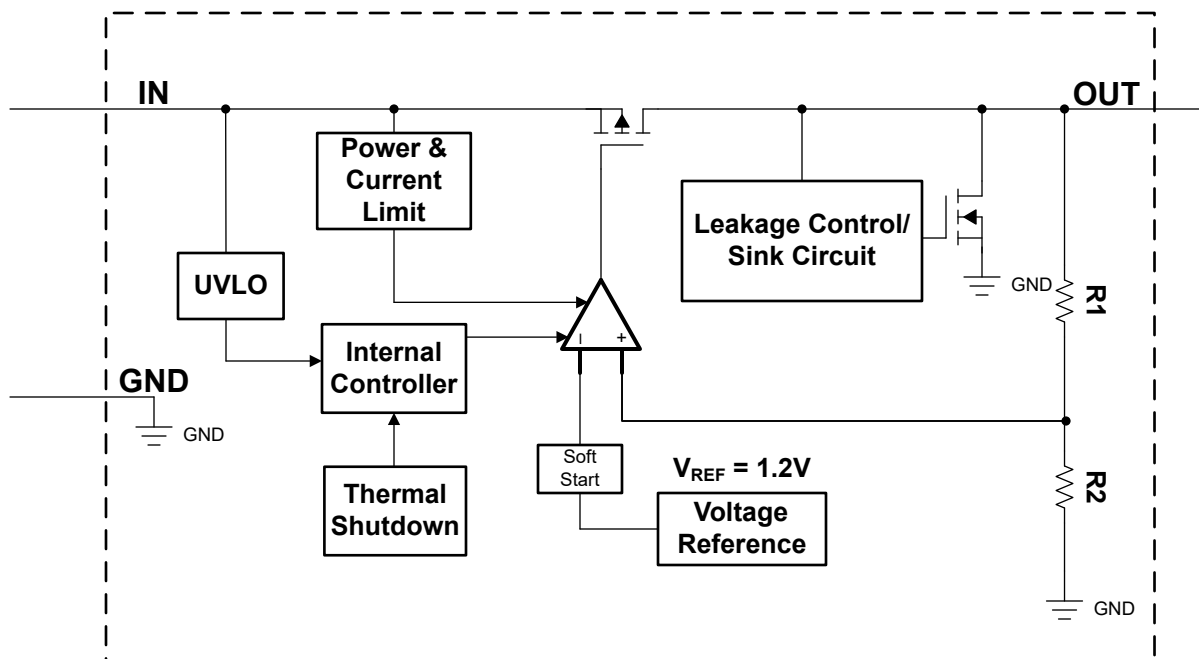 IN
OUT
Power &
Current
Limit
Leakage Control/
Sink Circuit
GND
R1
UVLO
Internal
Controller
- +
GND
GND
Soft
Start
V_REF = 1.2V
R2
Thermal
Shutdown
Voltage
Reference
GND